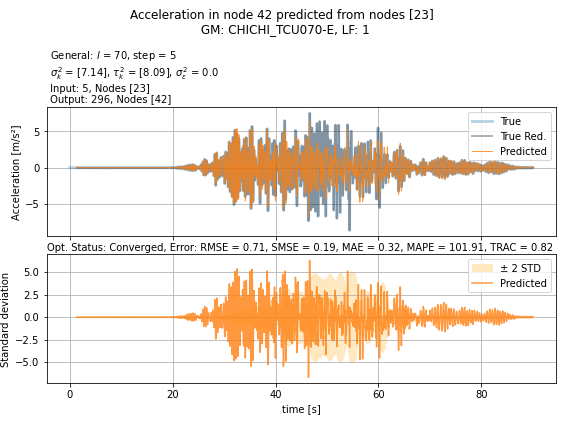 Acceleration in node 42 predicted from nodes [23]
GM: CHICHI_TCU070-E, LF: 1
General: l = 70, step = 5
σ²ₖ = [7.14], τ²ₖ = [8.09], σ²ε = 0.0
Input: 5, Nodes [23]
Output: 296, Nodes [42]
Acceleration [m/s²]
5
0
−5
True
True Red.
Predicted
Opt. Status: Converged, Error: RMSE = 0.71, SMSE = 0.19, MAE = 0.32, MAPE = 101.91, TRAC = 0.82
Standard deviation
5.0
2.5
0.0
−2.5
−5.0
± 2 STD
Predicted
0 20 40 60 80
time [s]